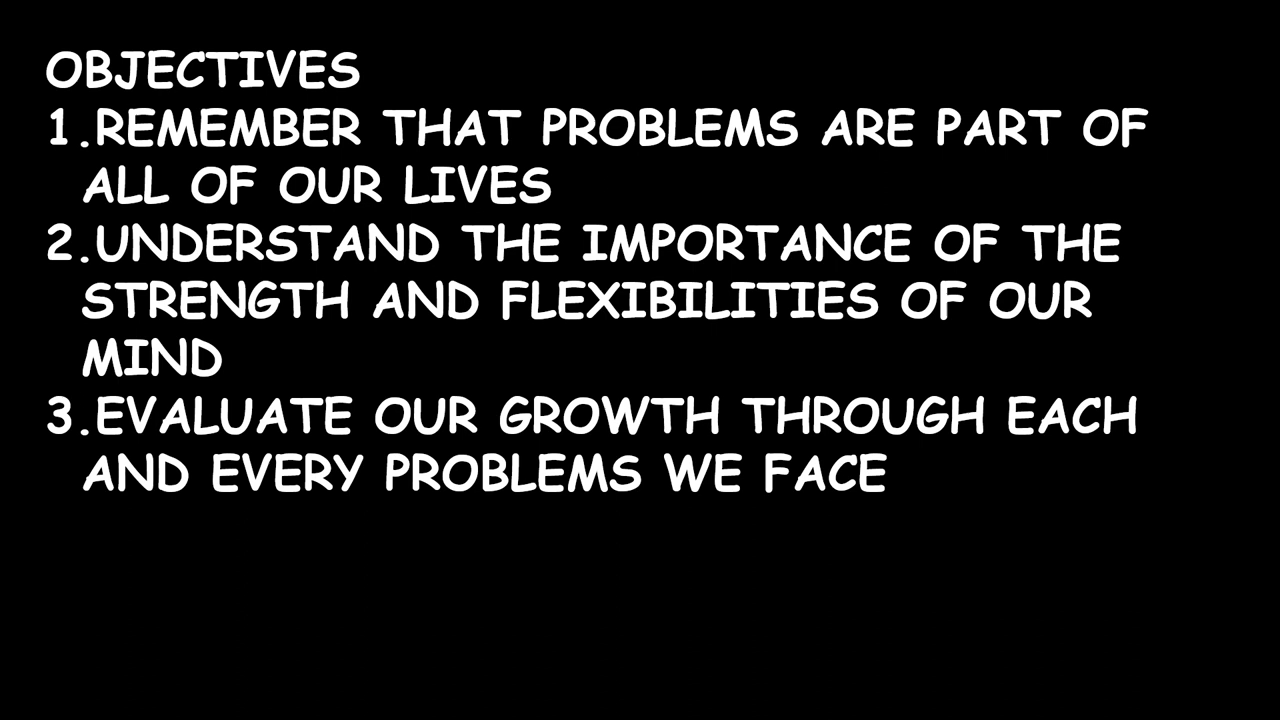 OBJECTIVES
1.REMEMBER THAT PROBLEMS ARE PART OF
ALL OF OUR LIVES
2.UNDERSTAND THE IMPORTANCE OF THE
STRENGTH AND FLEXIBILITIES OF OUR
MIND
3.EVALUATE OUR GROWTH THROUGH EACH
AND EVERY PROBLEMS WE FACE